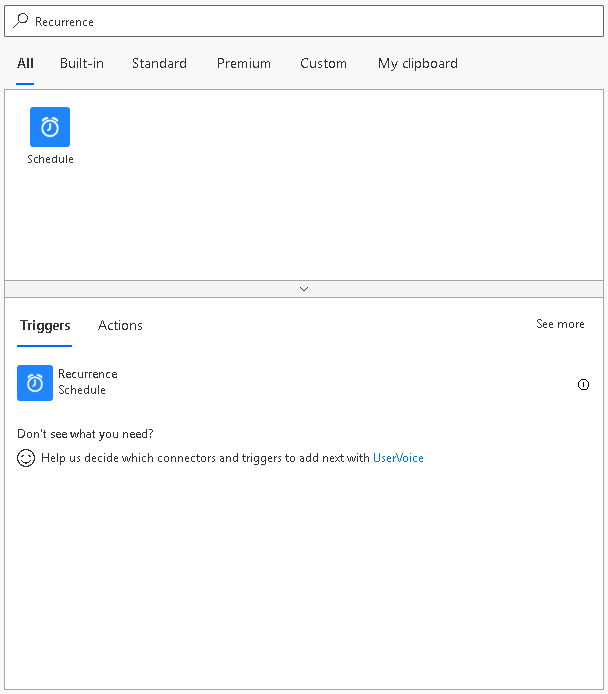 Recurrence
All Built-in Standard Premium Custom My clipboard
Schedule
Triggers Actions See more
Recurrence
Schedule
Don't see what you need?
Help us decide which connectors and triggers to add next with UserVoice